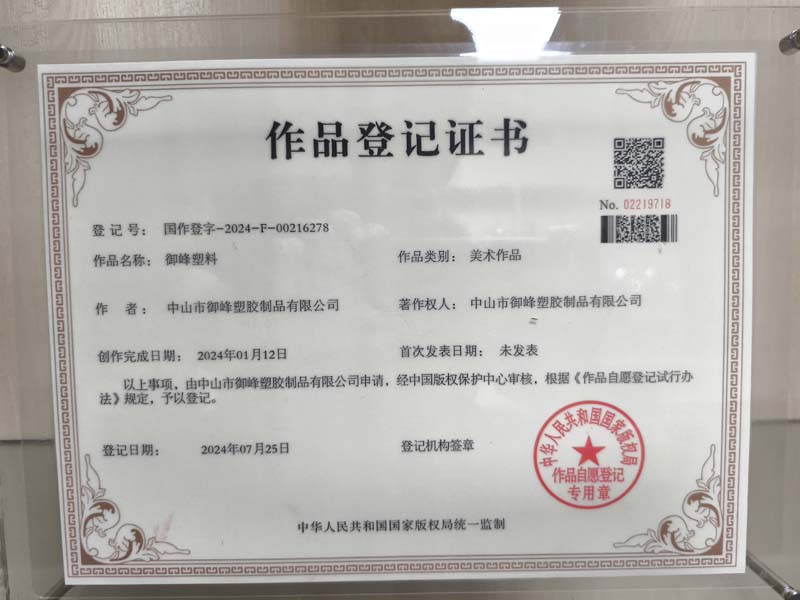 作品登记证书
No. 02219718
登 记 号： 国作登字-2024-F-00216278
作品名称： 御峰塑料 作品类别： 美术作品
作 者： 中山市御峰塑胶制品有限公司 著作权人： 中山市御峰塑胶制品有限公司
创作完成日期： 2024年01月12日 首次发表日期： 未发表
以上事项，由中山市御峰塑胶制品有限公司申请，经中国版权保护中心审核，根据《作品自愿登记试行办
法》规定，予以登记。
登记日期： 2024年07月25日 登记机构签章
中华人民共和国国家版权局
作品自愿登记
专用章
中华人民共和国国家版权局统一监制